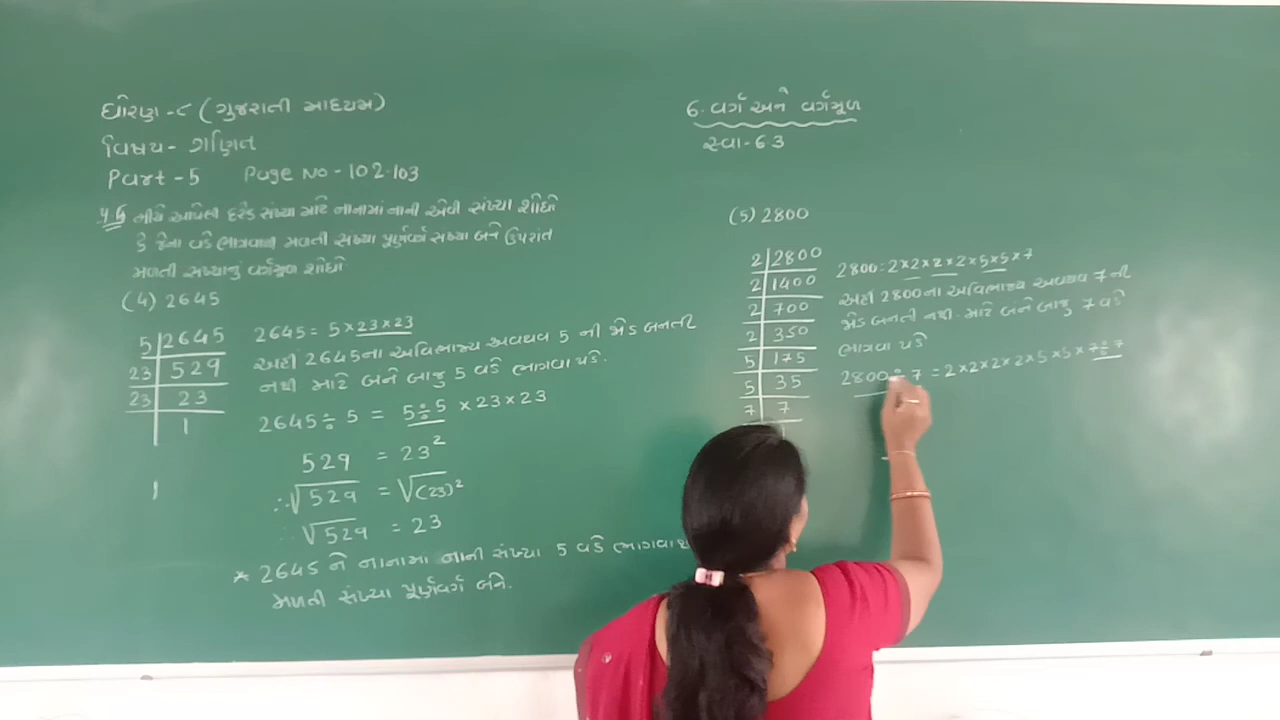 ધોરણ-૮ (ગુજરાતી માધ્યમ)
વિષય- ગણિત
Part-5 Page No-102.103
નીચે આપેલી દરેક સંખ્યા માટે નાનામાં નાની એવી સંખ્યા શોધો
કે જેના વડે ભાગવાથી મળતી સંખ્યા પૂર્ણવર્ગ સંખ્યા બને ઉપરાંત
મળતી સંખ્યાનું વર્ગમૂળ શોધો.
(4) 2645
5 | 2645
23 | 529
23 | 23
1
2645 = 5 × 23 × 23
અહીં 2645ના અવિભાજ્ય અવયવ 5 ની જોડ બનતી
નથી માટે બંને બાજુ 5 વડે ભાગવા પડે.
2645 ÷ 5 = 5 ÷ 5 × 23 × 23
529 = 23²
∴ √529 = √(23)²
∴ √529 = 23
* 2645 ને નાનામાં નાની સંખ્યા 5 વડે ભાગવાથી
મળતી સંખ્યા પૂર્ણવર્ગ બને.
6. વર્ગ અને વર્ગમૂળ
સ્વા-6.3
(5) 2800
2 | 2800
2 | 1400
2 | 700
2 | 350
5 | 175
5 | 35
7 | 7
1
2800 = 2×2×2×2×5×5×7
અહીં 2800ના અવિભાજ્ય અવયવ 7 ની
જોડ બનતી નથી. માટે બંને બાજુ 7 વડે
ભાગવા પડે
2800 ÷ 7 = 2×2×2×2×5×5×7÷7